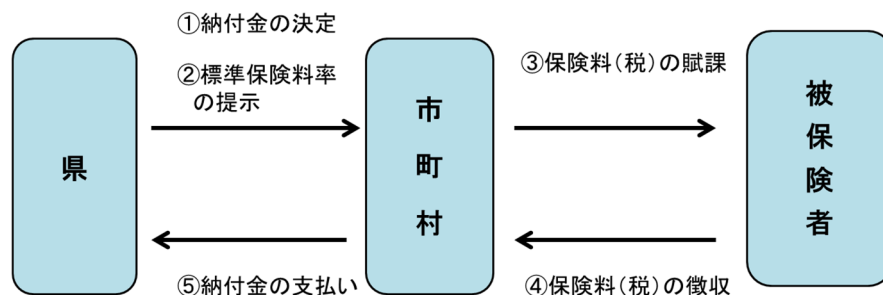 ①納付金の決定
②標準保険料率
の提示
県
市町村
③保険料(税)の賦課
被保険者
⑤納付金の支払い
④保険料(税)の徴収